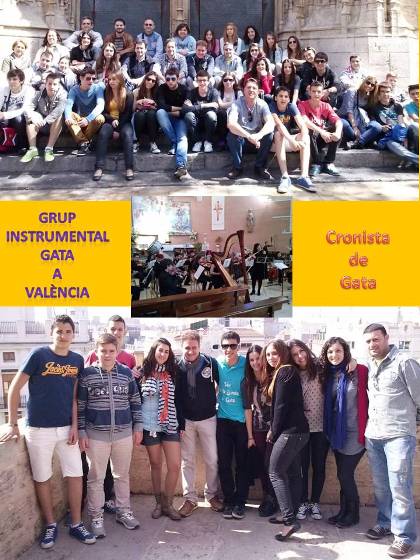 GRUP
INSTRUMENTAL
GATA
A
VALÈNCIA
Cronista
de
Gata